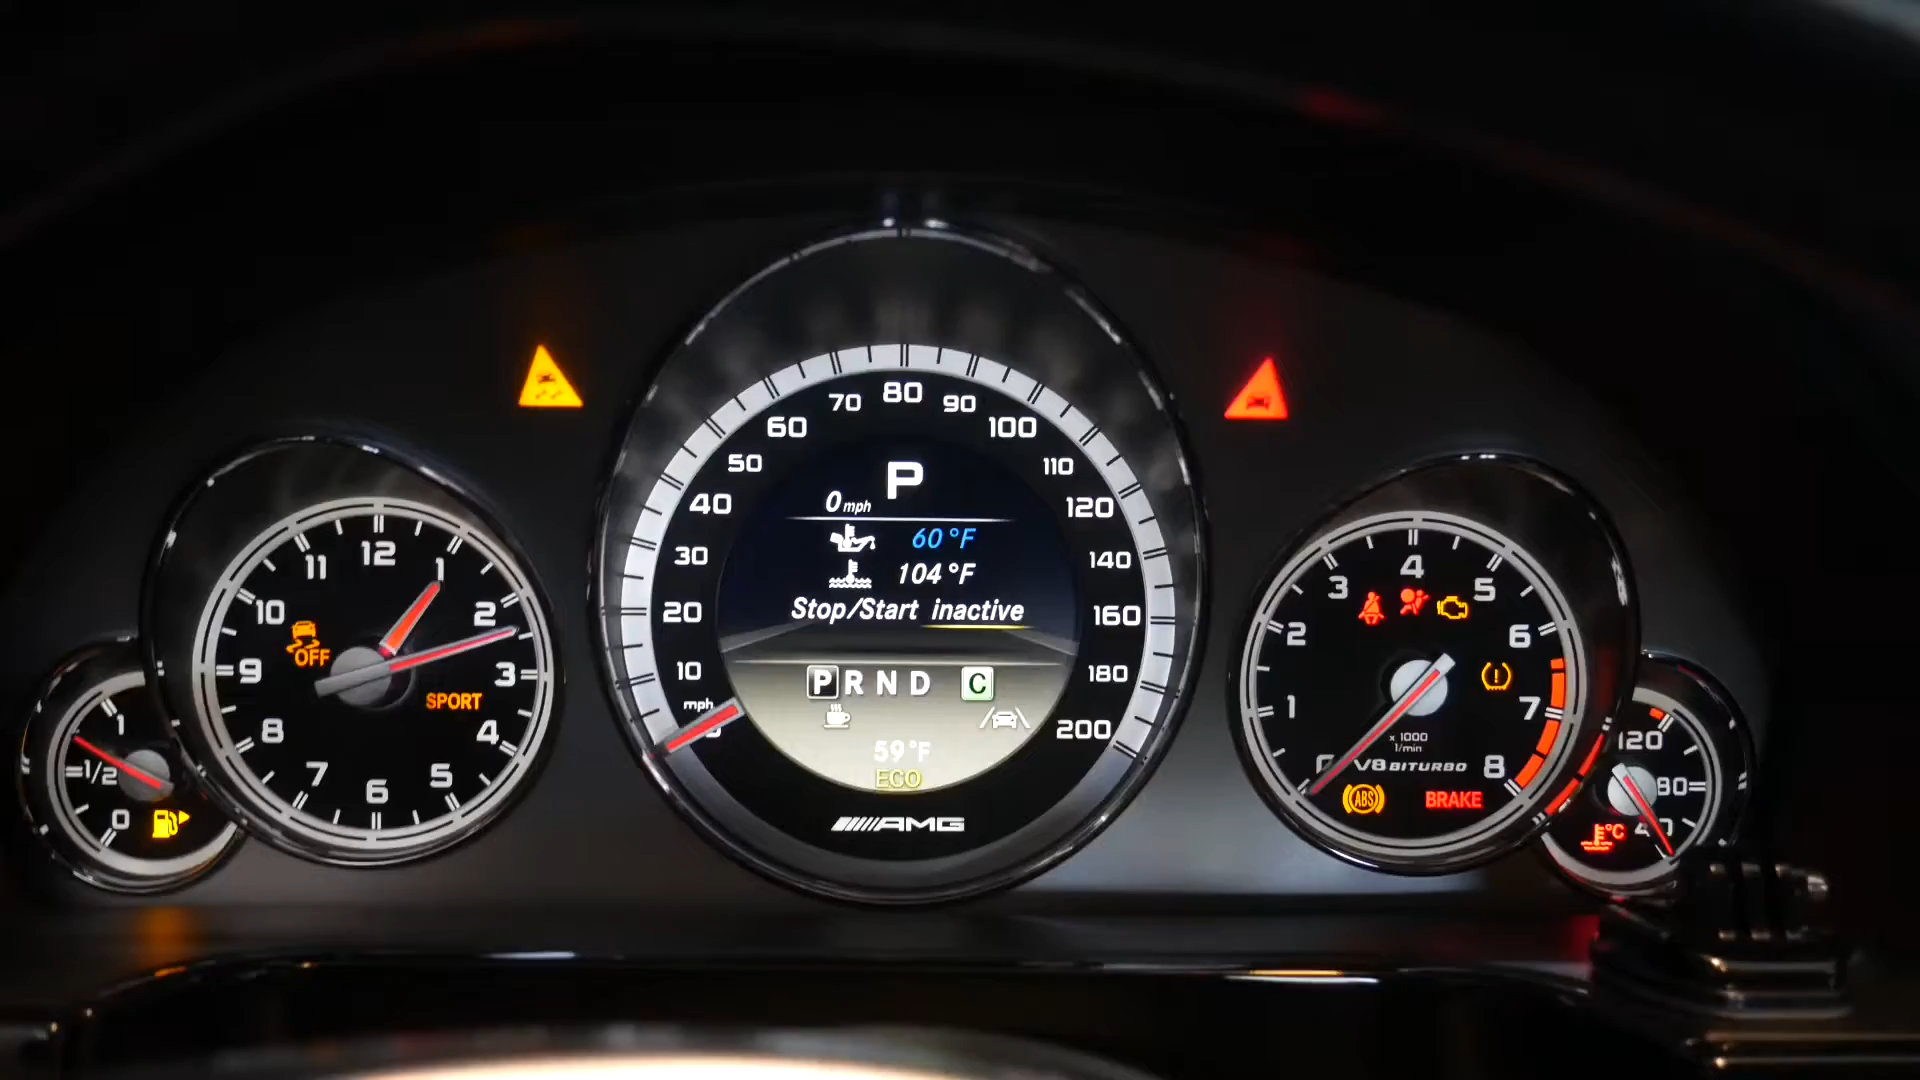 P
0 mph
60 °F
104 °F
Stop/Start inactive
P R N D C
59°F
ECO
AMG
mph
10
20
30
40
50
60
70
80
90
100
110
120
140
160
180
200
12
1
2
3
4
5
6
7
8
9
10
11
OFF
SPORT
1
1/2
0
0
1
2
3
4
5
6
7
8
x 1000
1/min
V8 BITURBO
ABS
BRAKE
!
120
80
40
°C